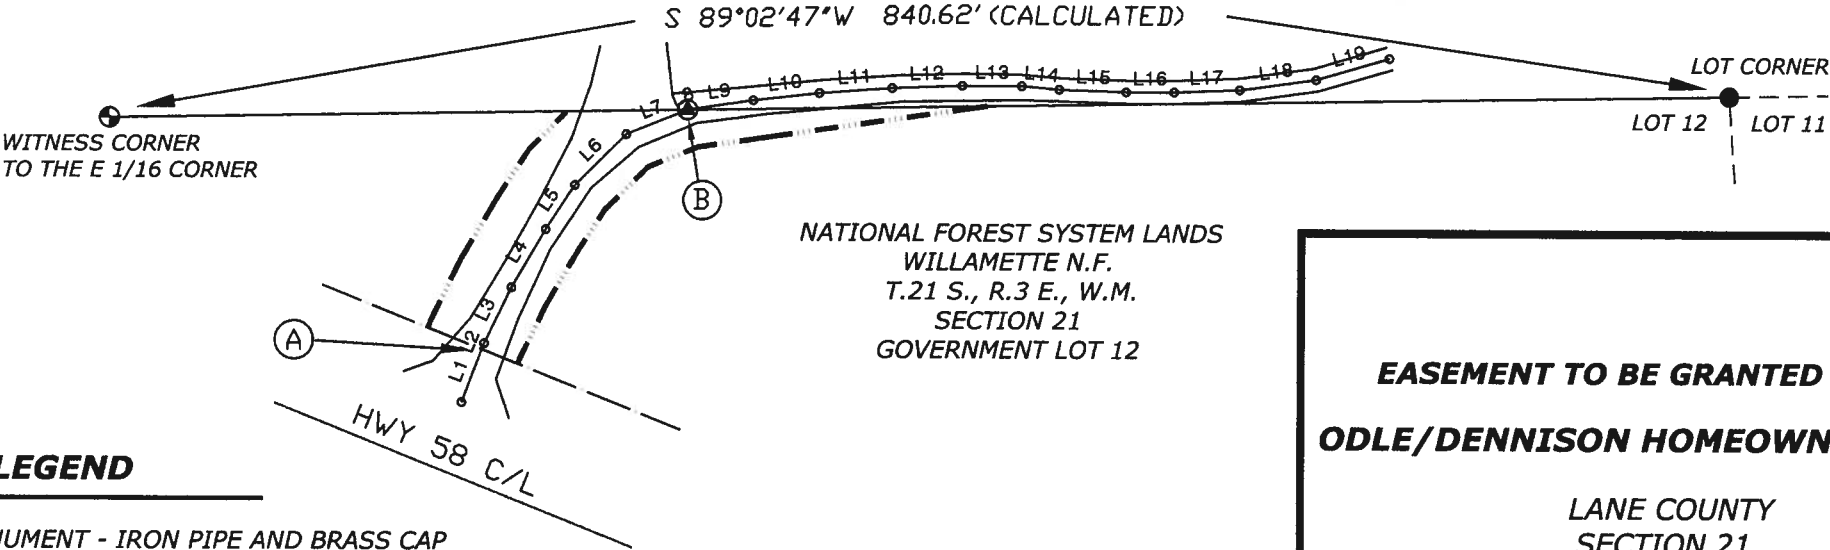 S 89°02'47"W 840.62' (CALCULATED)
L19
L18
L17
L16
L15
L14
L13
L12
L11
L10
L9
8
L7
L6
L5
L4
L3
L2
L1
LOT CORNER
LOT 12
LOT 11
WITNESS CORNER
TO THE E 1/16 CORNER
B
A
NATIONAL FOREST SYSTEM LANDS
WILLAMETTE N.F.
T.21 S., R.3 E., W.M.
SECTION 21
GOVERNMENT LOT 12
HWY 58 C/L
EASEMENT TO BE GRANTED
ODLE/DENNISON HOMEOWN
LANE COUNTY
SECTION 21
LEGEND
NUMENT - IRON PIPE AND BRASS CAP